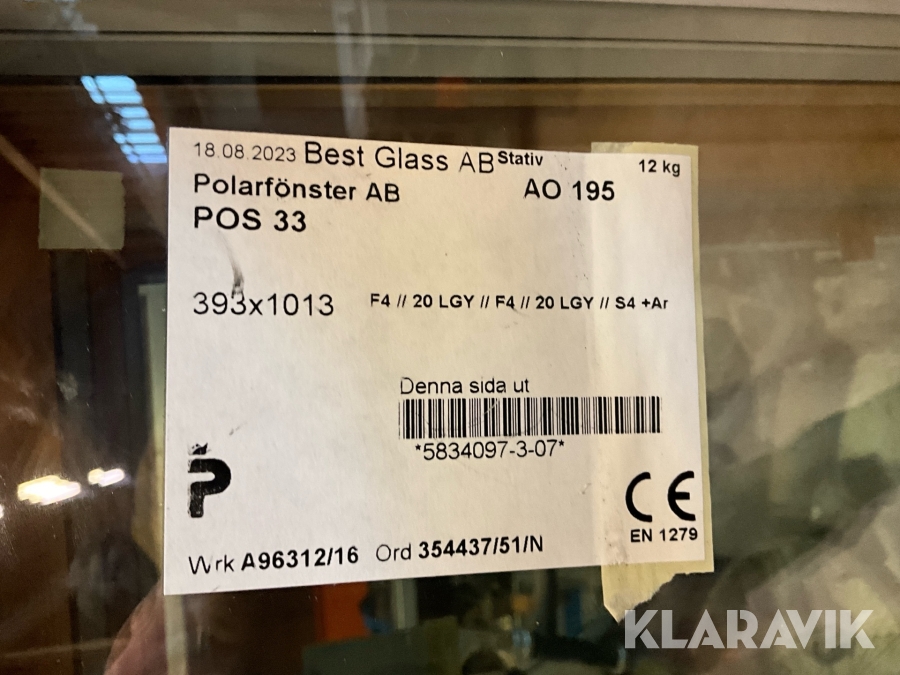 18.08.2023 Best Glass AB Stativ 12 kg
Polarfönster AB AO 195
POS 33
393x1013 F4 // 20 LGY // F4 // 20 LGY // S4 +Ar
Denna sida ut
*5834097-3-07*
P
CE
EN 1279
Wrk A96312/16 Ord 354437/51/N
KLARAVIK